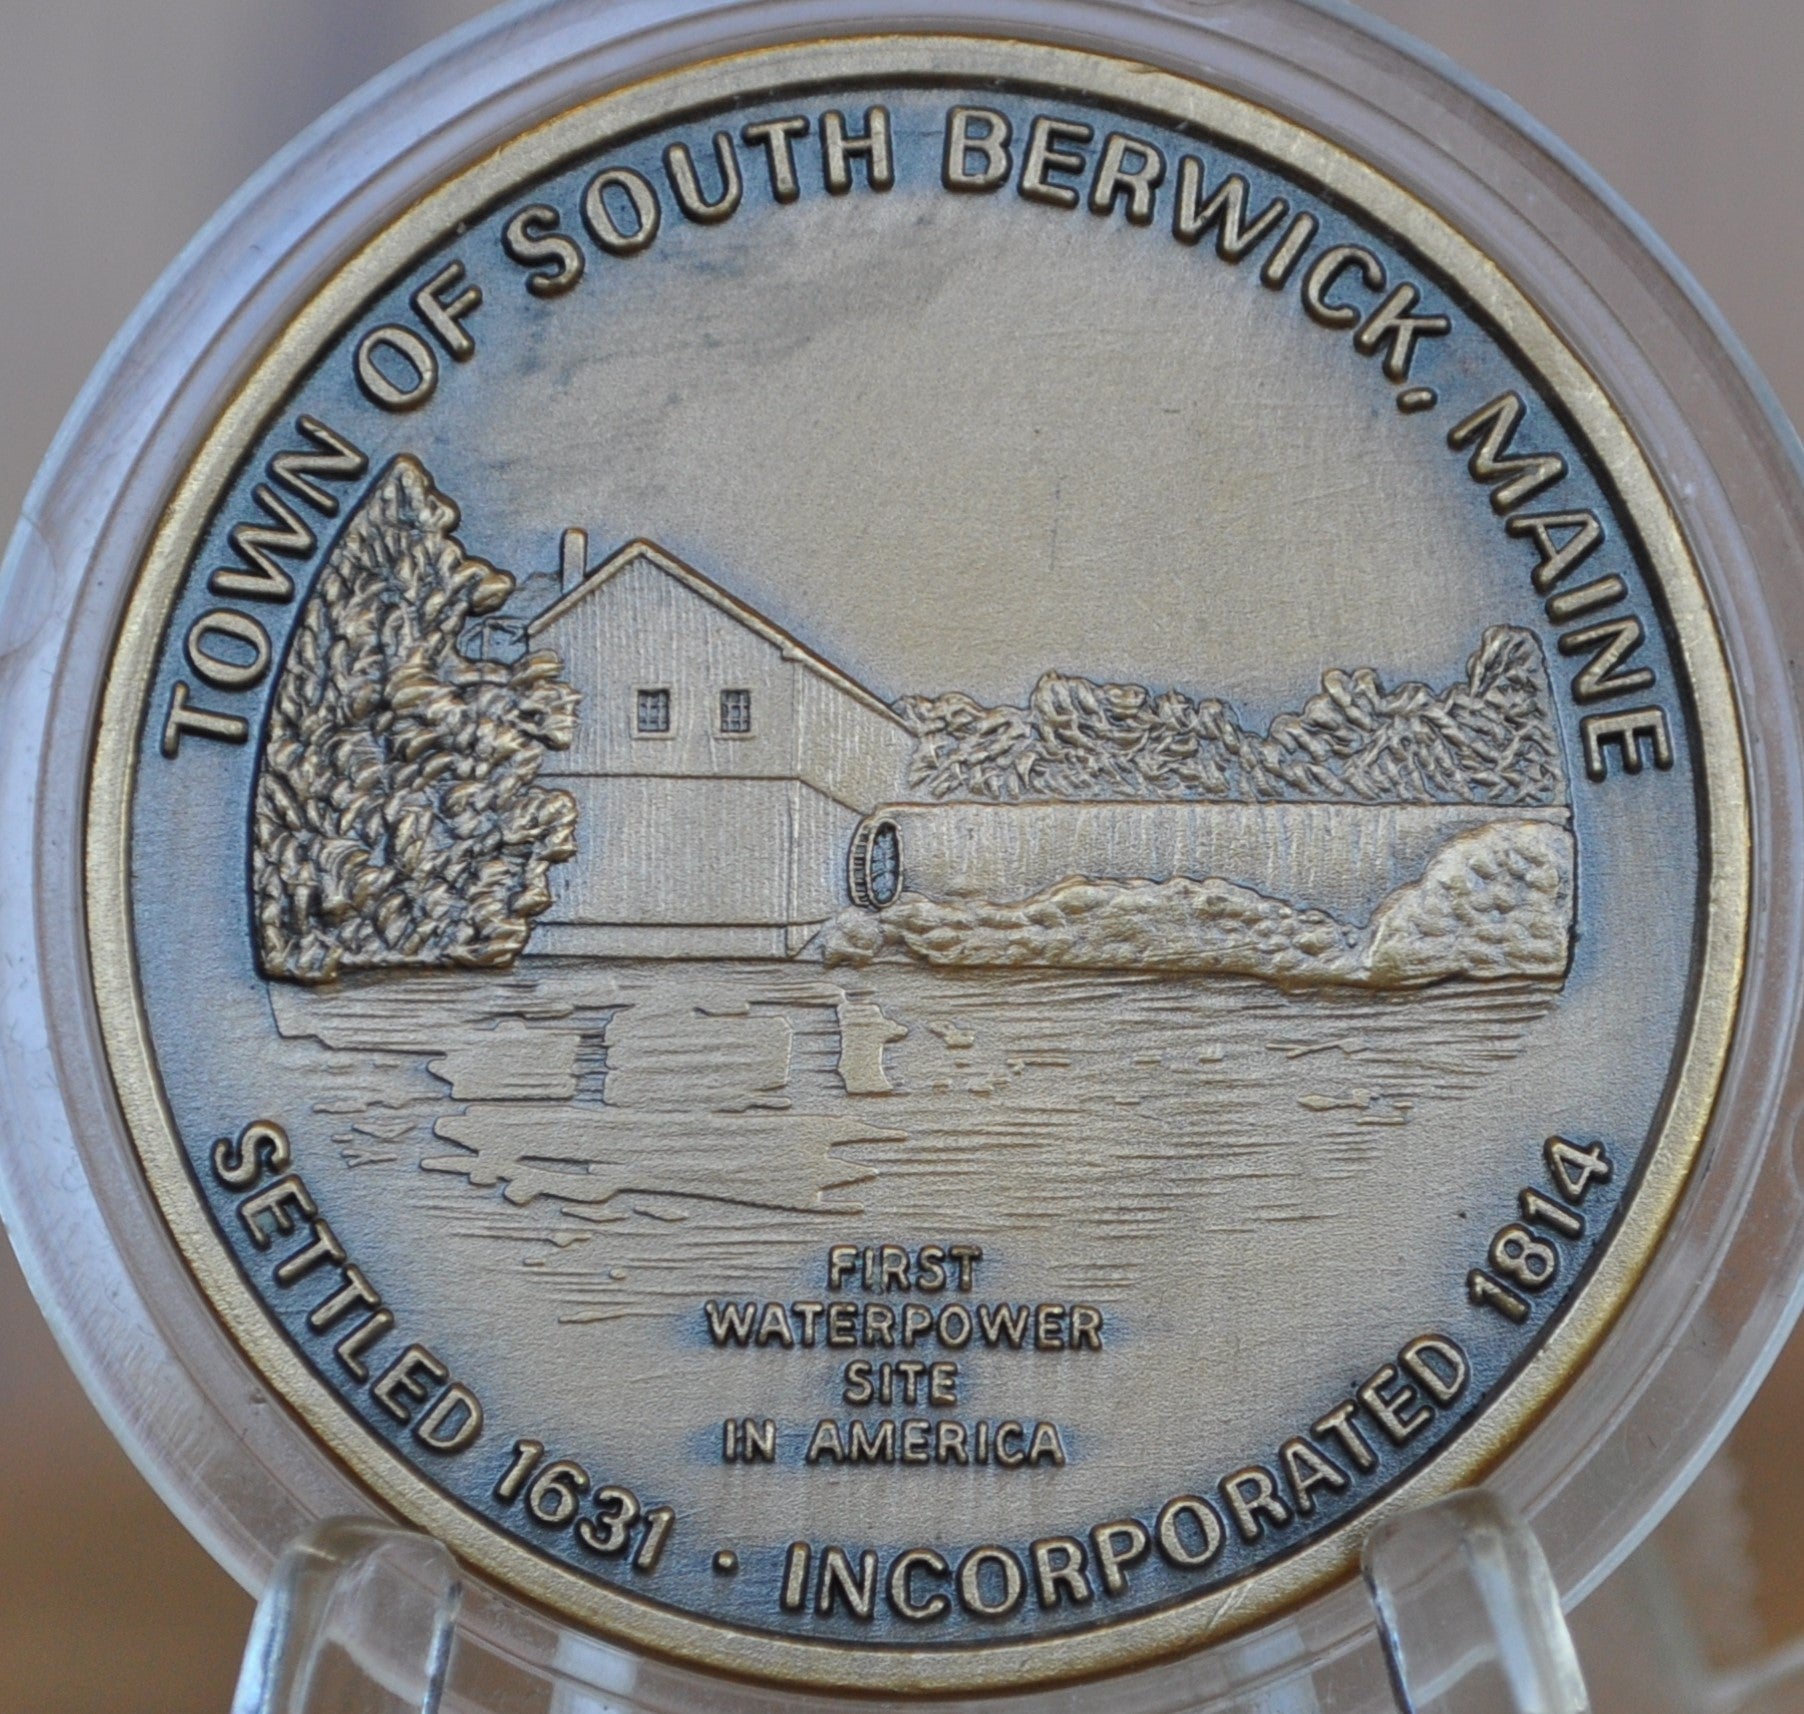 TOWN OF SOUTH BERWICK, MAINE
FIRST
WATERPOWER
SITE
IN AMERICA
SETTLED 1631 · INCORPORATED 1814